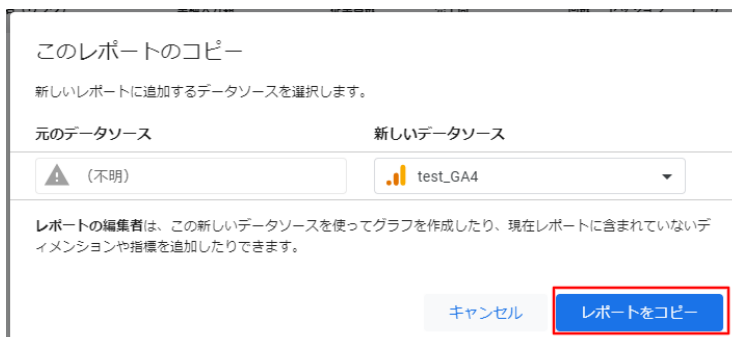 このレポートのコピー
新しいレポートに追加するデータソースを選択します。
元のデータソース 新しいデータソース
(不明) test_GA4
レポートの編集者は、この新しいデータソースを使ってグラフを作成したり、現在レポートに含まれていないデ
ィメンションや指標を追加したりできます。
キャンセル レポートをコピー